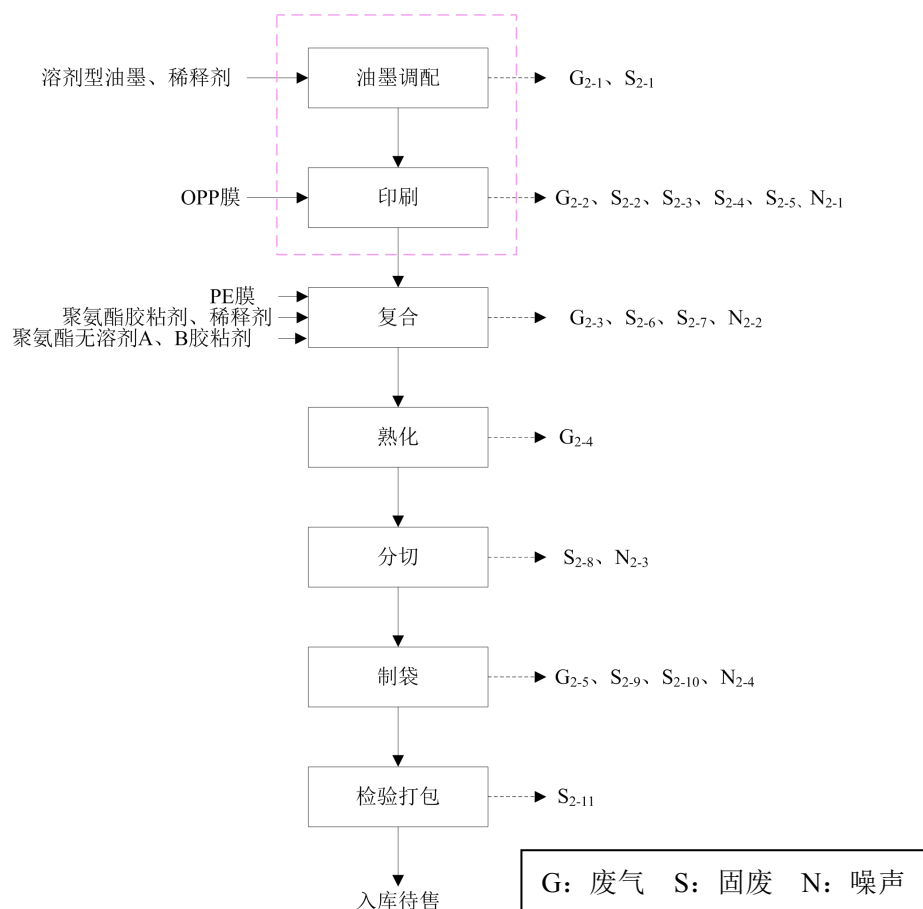 溶剂型油墨、稀释剂
油墨调配
G2-1、S2-1
OPP膜
印刷
G2-2、S2-2、S2-3、S2-4、S2-5、N2-1
PE膜
聚氨酯胶粘剂、稀释剂
聚氨酯无溶剂A、B胶粘剂
复合
G2-3、S2-6、S2-7、N2-2
熟化
G2-4
分切
S2-8、N2-3
制袋
G2-5、S2-9、S2-10、N2-4
检验打包
S2-11
入库待售
G：废气 S：固废 N：噪声